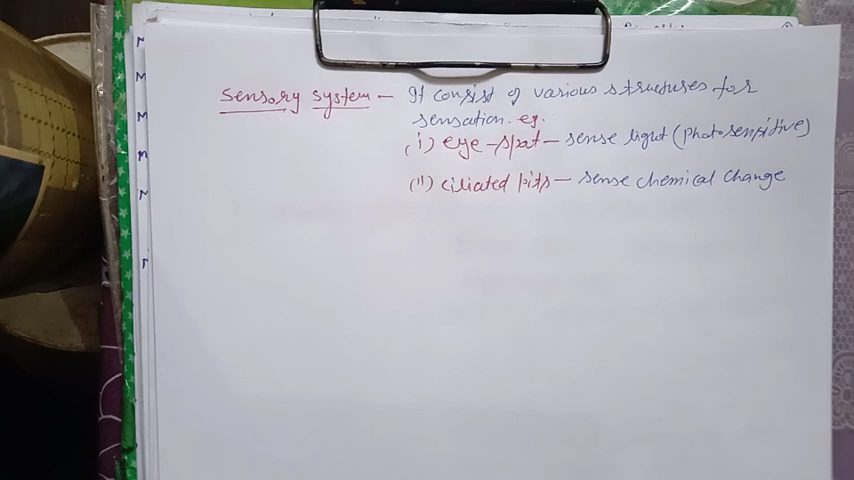 Sensory system - It consist of various structures for
sensation. eg.
(i) eye-spot - sense light (photosensitive)
(ii) ciliated pits - sense chemical change